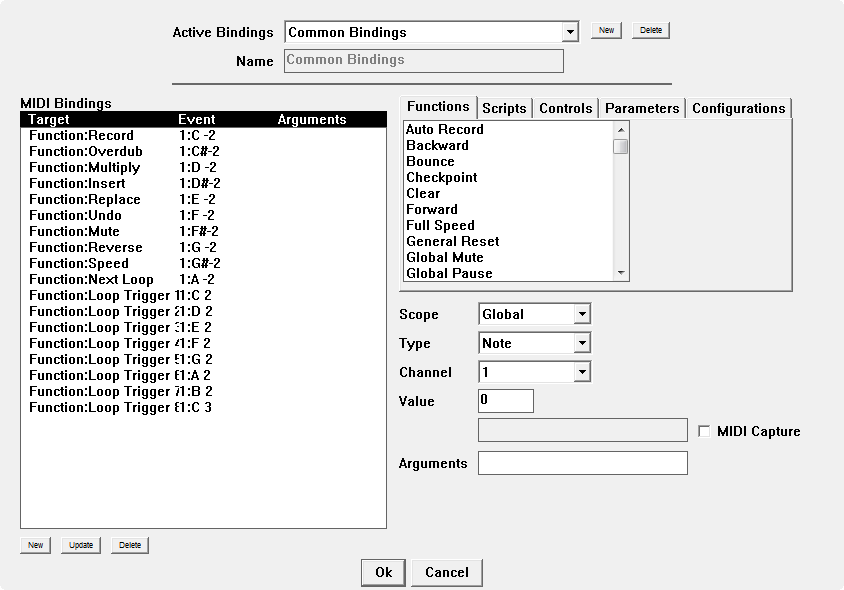 Active Bindings Common Bindings New Delete
Name Common Bindings
MIDI Bindings
Target Event Arguments
Function:Record 1:C -2
Function:Overdub 1:C#-2
Function:Multiply 1:D -2
Function:Insert 1:D#-2
Function:Replace 1:E -2
Function:Undo 1:F -2
Function:Mute 1:F#-2
Function:Reverse 1:G -2
Function:Speed 1:G#-2
Function:Next Loop 1:A -2
Function:Loop Trigger 1 1:C 2
Function:Loop Trigger 2 1:D 2
Function:Loop Trigger 3 1:E 2
Function:Loop Trigger 4 1:F 2
Function:Loop Trigger 5 1:G 2
Function:Loop Trigger 6 1:A 2
Function:Loop Trigger 7 1:B 2
Function:Loop Trigger 8 1:C 3
New Update Delete
Functions Scripts Controls Parameters Configurations
Auto Record
Backward
Bounce
Checkpoint
Clear
Forward
Full Speed
General Reset
Global Mute
Global Pause
Scope Global
Type Note
Channel 1
Value 0
MIDI Capture
Arguments
Ok Cancel